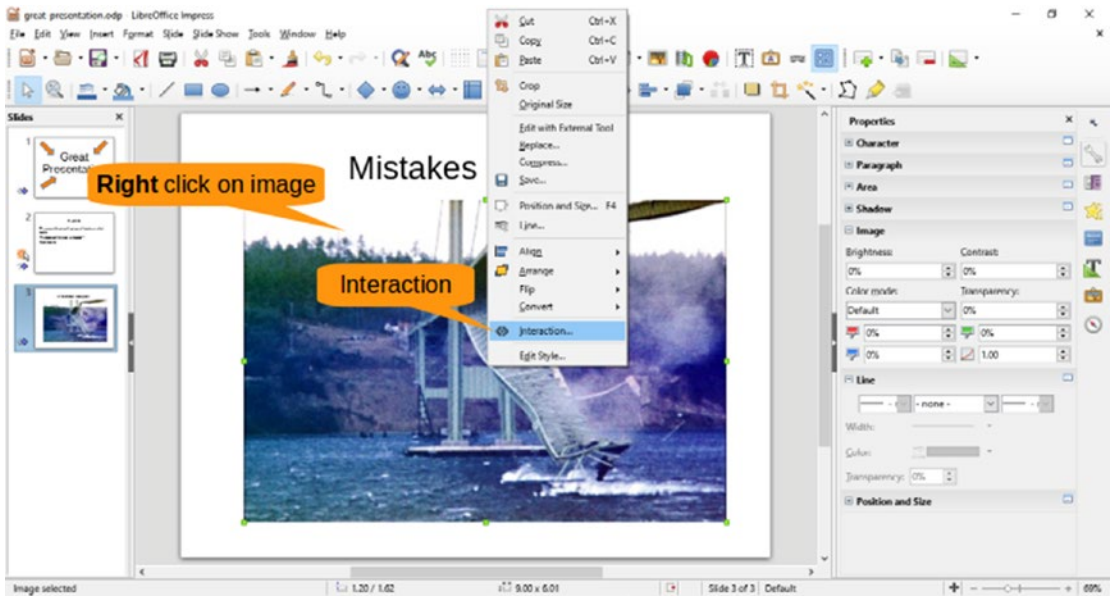 great presentation.odp - LibreOffice Impress
File Edit View Insert Format Slide Slide Show Tools Window Help
Slides
1
Great
2
3
Mistakes
Right click on image
Interaction
Cut Ctrl+X
Copy Ctrl+C
Paste Ctrl+V
Crop
Original Size
Edit with External Tool
Replace...
Compress...
Save...
Position and Size... F4
Line...
Align
Arrange
Flip
Convert
Interaction...
Edit Style...
Properties
Character
Paragraph
Area
Shadow
Image
Brightness: Contrast:
0% 0%
Color mode: Transparency:
Default 0%
0% 0%
0% 1.00
Line
- none -
Width:
Color:
Transparency: 0%
Position and Size
Image selected 1.20 / 1.62 9.00 x 6.01 Slide 3 of 3 Default 69%